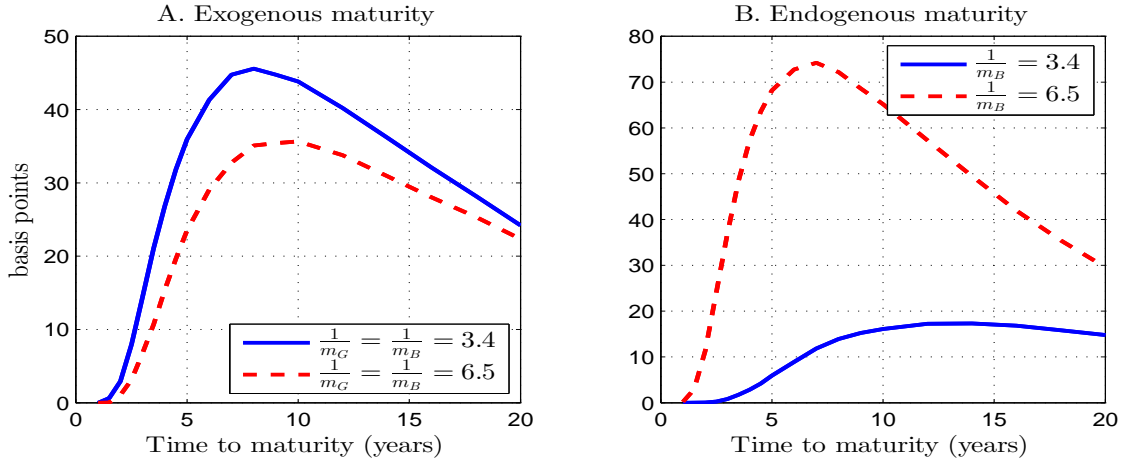 A. Exogenous maturity
50
40
30
20
10
0
basis points
0 5 10 15 20
Time to maturity (years)
1/m_G = 1/m_B = 3.4
1/m_G = 1/m_B = 6.5
B. Endogenous maturity
80
70
60
50
40
30
20
10
0
0 5 10 15 20
Time to maturity (years)
1/m_B = 3.4
1/m_B = 6.5